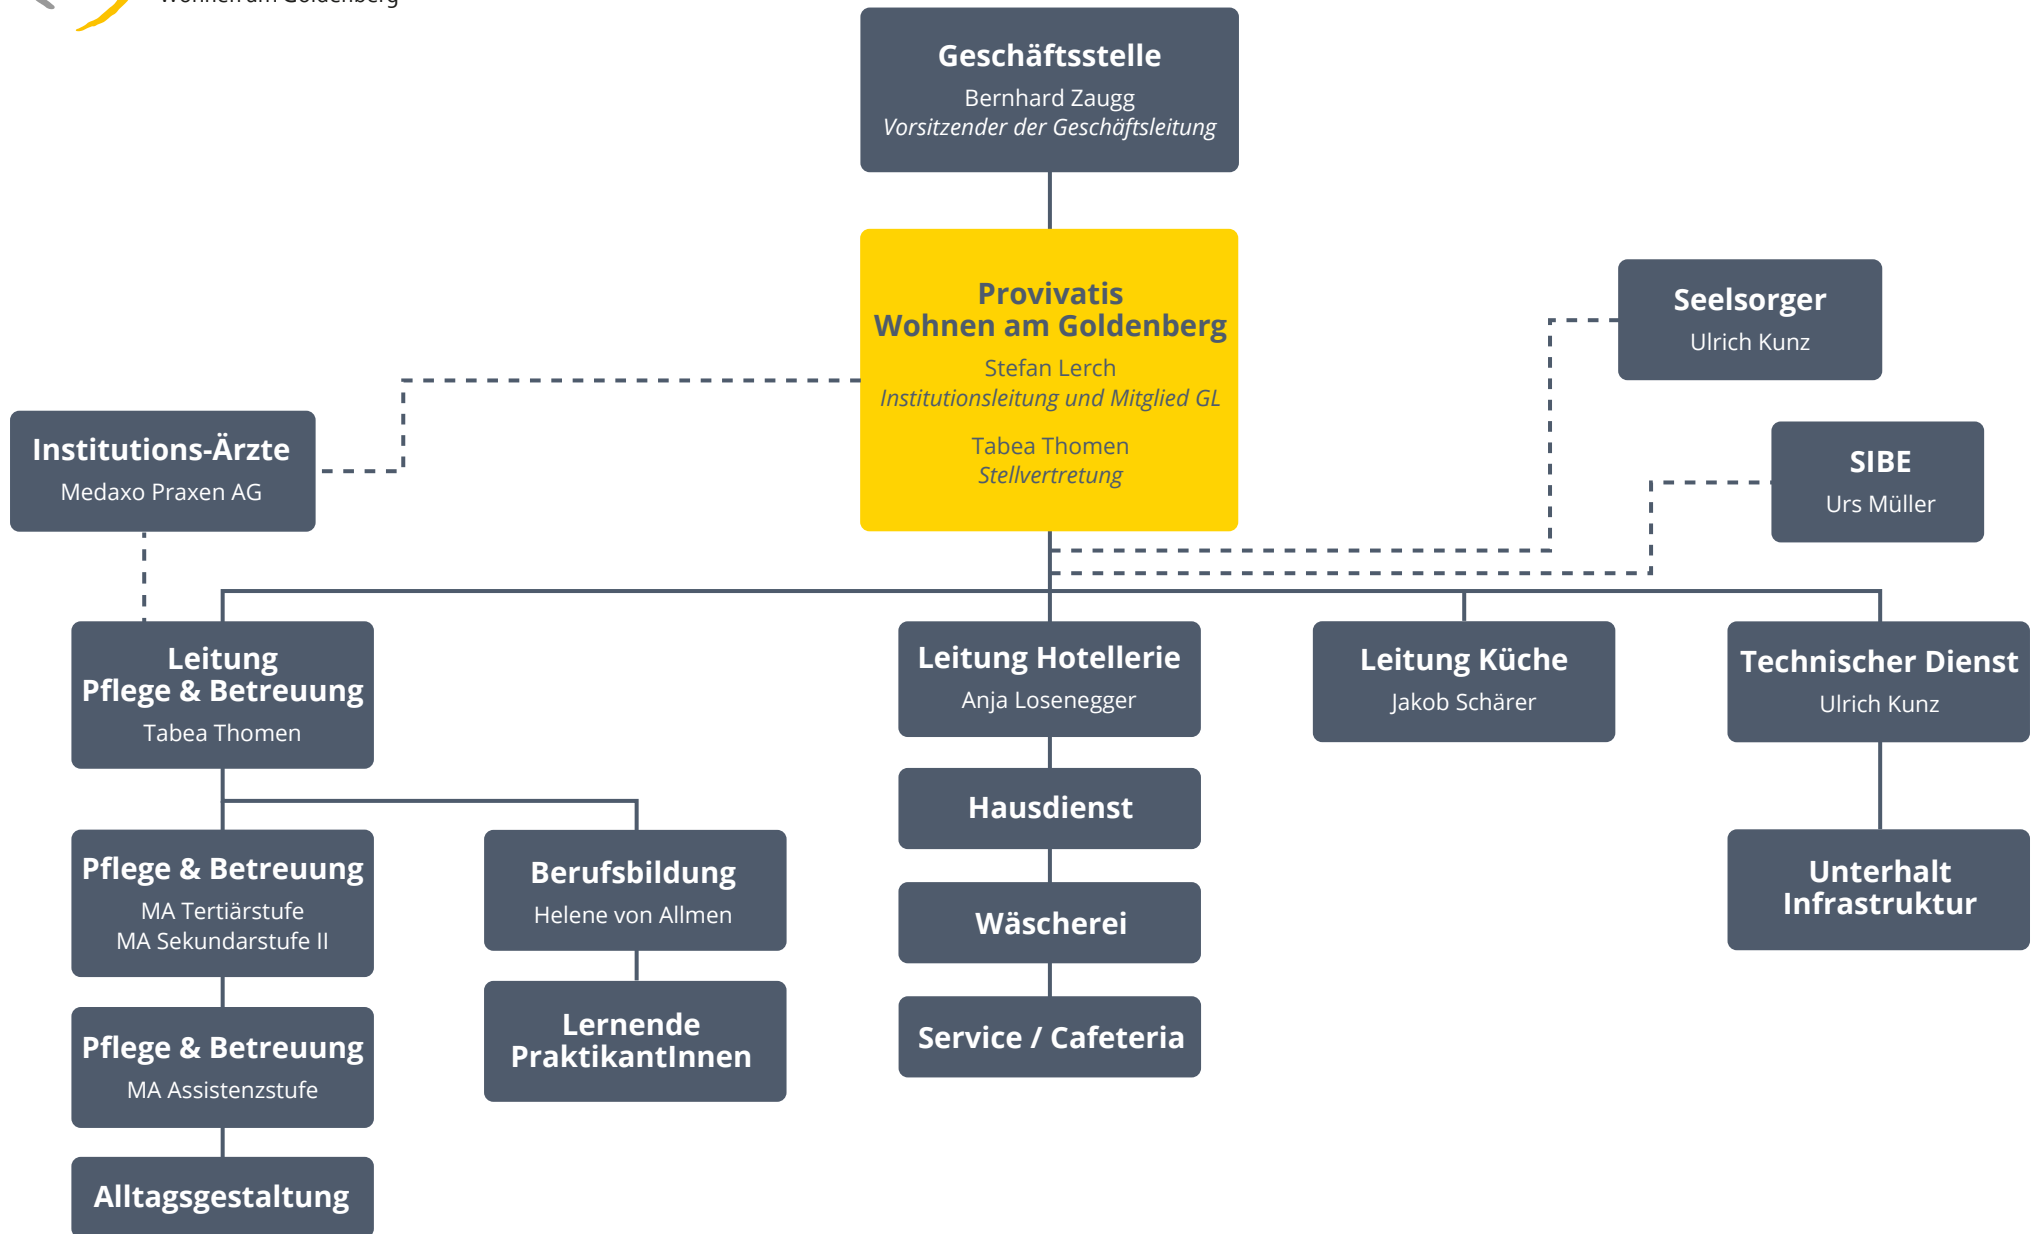 Wohnen am Goldenberg
Geschäftsstelle
Bernhard Zaugg
Vorsitzender der Geschäftsleitung
Provivatis
Wohnen am Goldenberg
Stefan Lerch
Institutionsleitung und Mitglied GL
Tabea Thomen
Stellvertretung
Seelsorger
Ulrich Kunz
SIBE
Urs Müller
Institutions-Ärzte
Medaxo Praxen AG
Leitung
Pflege & Betreuung
Tabea Thomen
Leitung Hotellerie
Anja Losenegger
Leitung Küche
Jakob Schärer
Technischer Dienst
Ulrich Kunz
Pflege & Betreuung
MA Tertiärstufe
MA Sekundarstufe II
Berufsbildung
Helene von Allmen
Hausdienst
Wäscherei
Service / Cafeteria
Unterhalt
Infrastruktur
Pflege & Betreuung
MA Assistenzstufe
Lernende
PraktikantInnen
Alltagsgestaltung